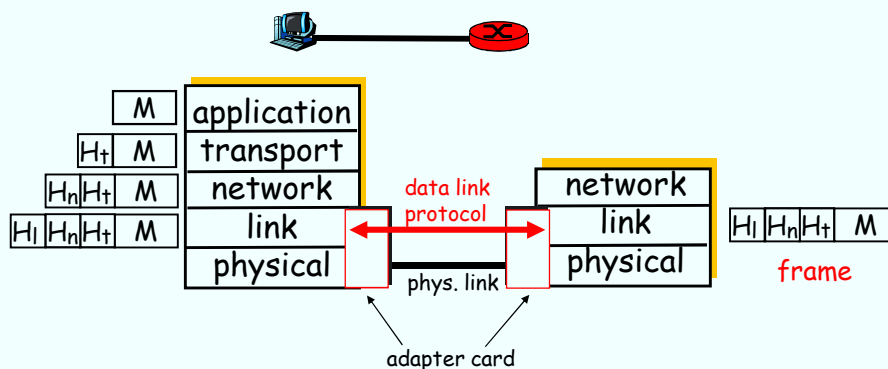 M application
Ht M transport
Hn Ht M network
Hl Hn Ht M link
physical
data link
protocol
phys. link
adapter card
network
link
physical
Hl Hn Ht M
frame